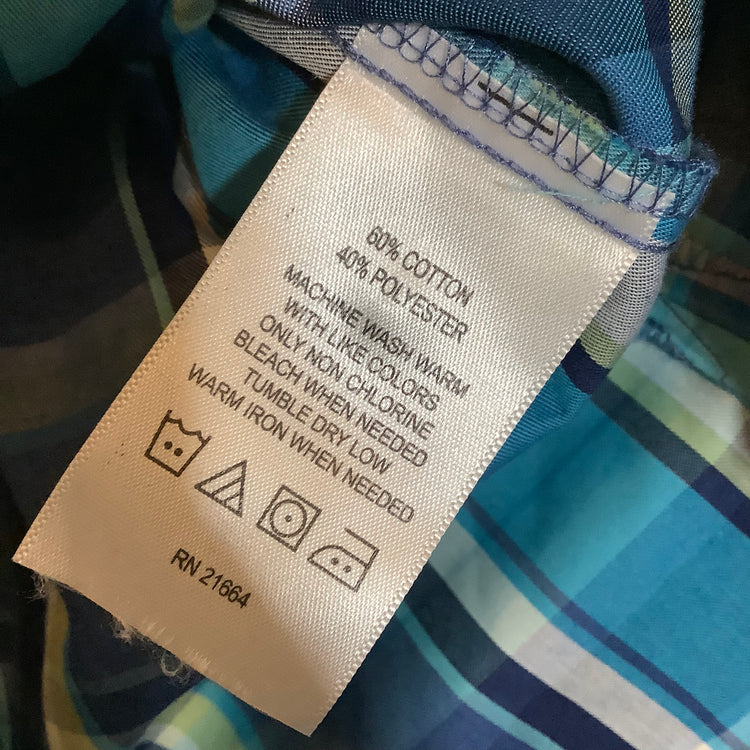 60% COTTON
40% POLYESTER
MACHINE WASH WARM
WITH LIKE COLORS
ONLY NON CHLORINE
BLEACH WHEN NEEDED
TUMBLE DRY LOW
WARM IRON WHEN NEEDED
RN 21664